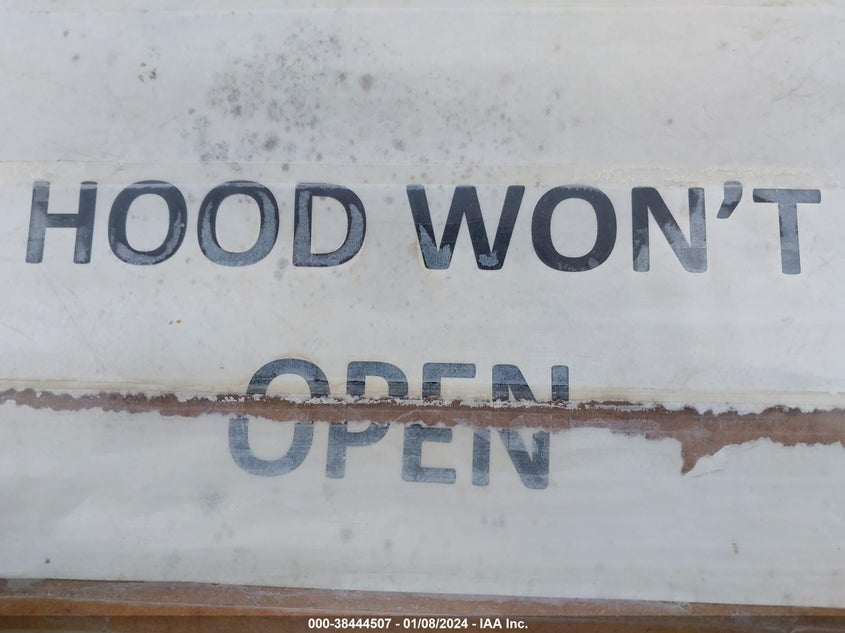 HOOD WON'T
OPEN
000-38444507 - 01/08/2024 - IAA Inc.